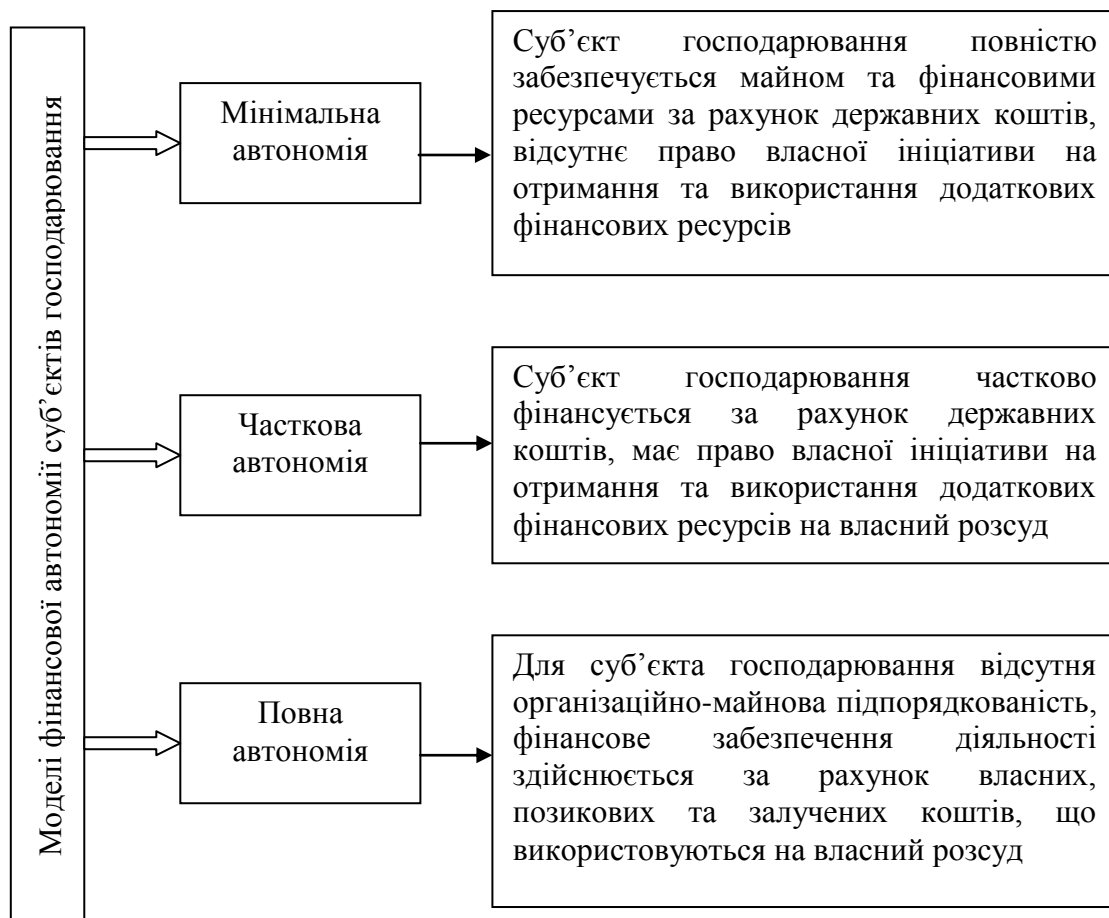 Моделі фінансової автономії суб’єктів господарювання
Мінімальна
автономія
Суб’єкт господарювання повністю
забезпечується майном та фінансовими
ресурсами за рахунок державних коштів,
відсутнє право власної ініціативи на
отримання та використання додаткових
фінансових ресурсів
Часткова
автономія
Суб’єкт господарювання частково
фінансується за рахунок державних
коштів, має право власної ініціативи на
отримання та використання додаткових
фінансових ресурсів на власний розсуд
Повна
автономія
Для суб’єкта господарювання відсутня
організаційно-майнова підпорядкованість,
фінансове забезпечення діяльності
здійснюється за рахунок власних,
позикових та залучених коштів, що
використовуються на власний розсуд